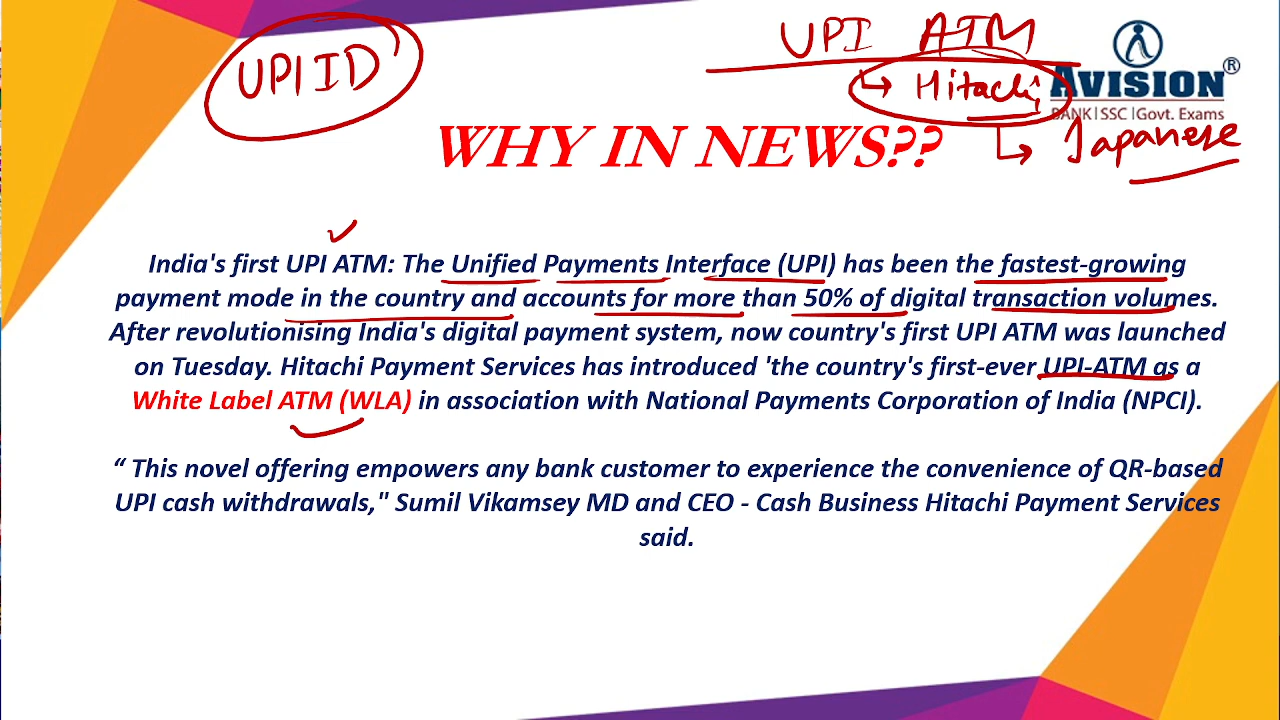 UPI ID
UPI ATM
↳ Hitachi
↳ Japanese
AVISION®
BANK|SSC|Govt. Exams
WHY IN NEWS??
India's first UPI ATM: The Unified Payments Interface (UPI) has been the fastest-growing
payment mode in the country and accounts for more than 50% of digital transaction volumes.
After revolutionising India's digital payment system, now country's first UPI ATM was launched
on Tuesday. Hitachi Payment Services has introduced 'the country's first-ever UPI-ATM as a
White Label ATM (WLA) in association with National Payments Corporation of India (NPCI).
“ This novel offering empowers any bank customer to experience the convenience of QR-based
UPI cash withdrawals," Sumil Vikamsey MD and CEO - Cash Business Hitachi Payment Services
said.